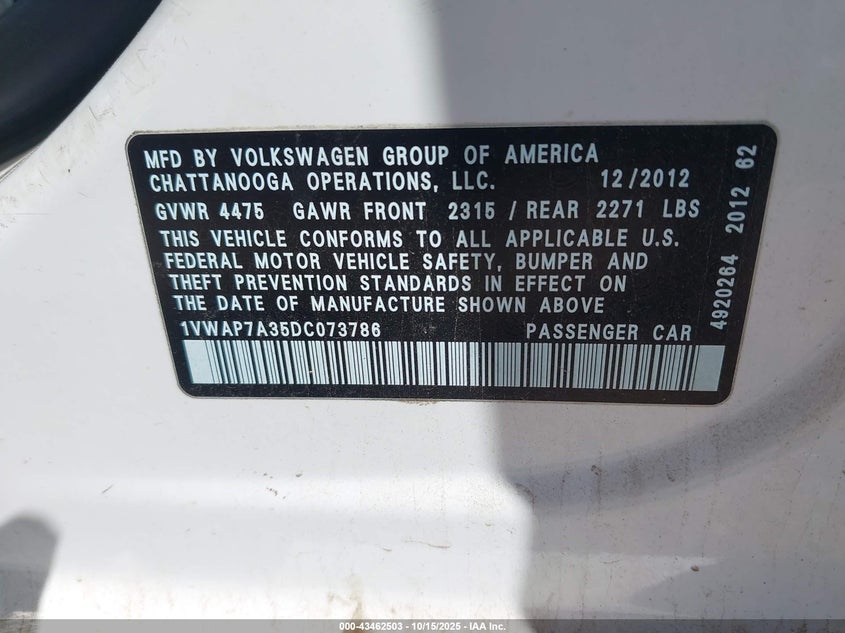 MFD BY VOLKSWAGEN GROUP OF AMERICA
CHATTANOOGA OPERATIONS, LLC. 12/2012
GVWR 4475 GAWR FRONT 2315 / REAR 2271 LBS
THIS VEHICLE CONFORMS TO ALL APPLICABLE U.S.
FEDERAL MOTOR VEHICLE SAFETY, BUMPER AND
THEFT PREVENTION STANDARDS IN EFFECT ON
THE DATE OF MANUFACTURE SHOWN ABOVE
1VWAP7A35DC073786 PASSENGER CAR
4920264 2012 62
000-43462503 - 10/15/2025 - IAA Inc.